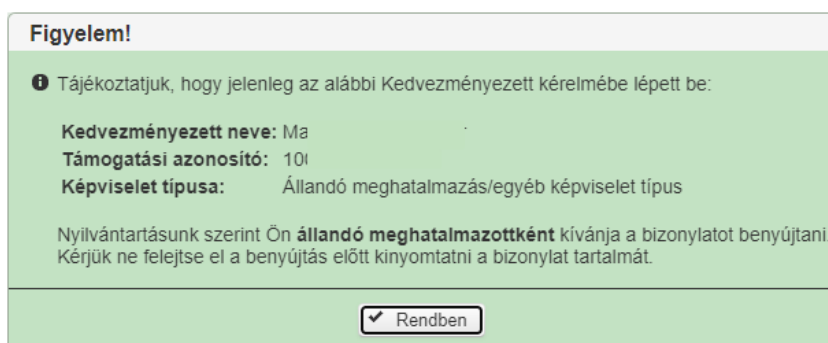 Figyelem!
Tájékoztatjuk, hogy jelenleg az alábbi Kedvezményezett kérelmébe lépett be:
Kedvezményezett neve: Ma
Támogatási azonosító: 10
Képviselet típusa: Állandó meghatalmazás/egyéb képviselet típus
Nyilvántartásunk szerint Ön állandó meghatalmazottként kívánja a bizonylatot benyújtani.
Kérjük ne felejtse el a benyújtás előtt kinyomtatni a bizonylat tartalmát.
Rendben